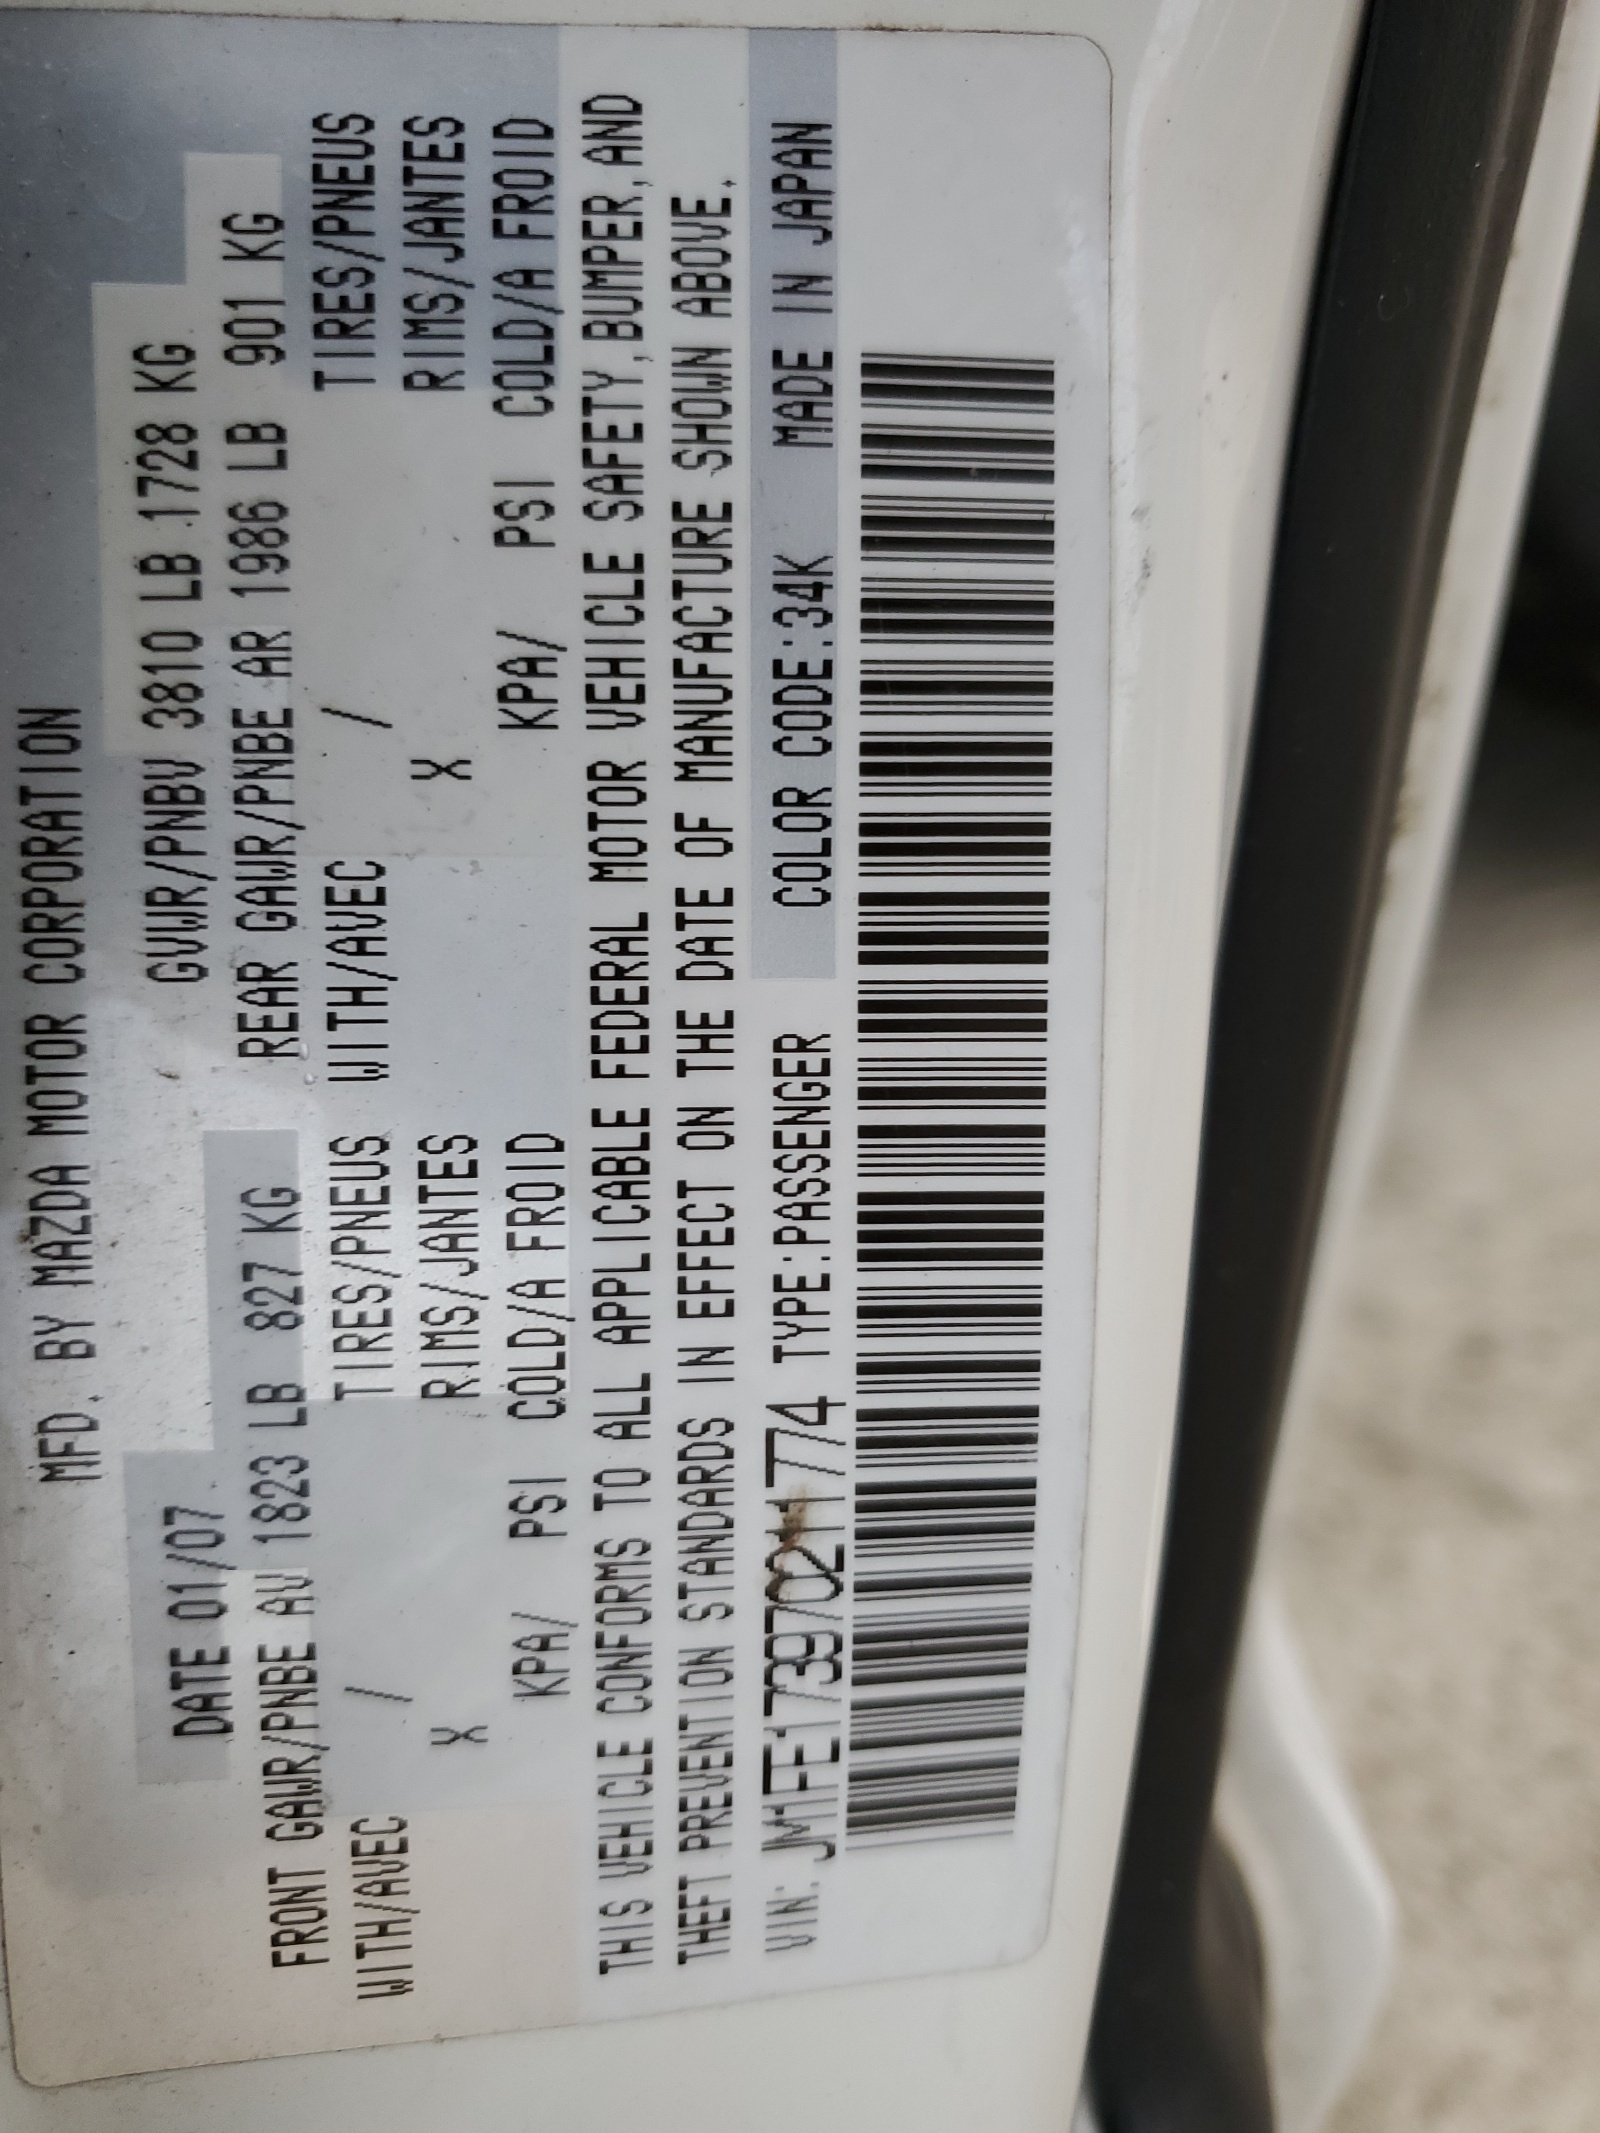 MFD. BY MAZDA MOTOR CORPORATION
DATE 01/07 GVWR/PNBV 3810 LB 1728 KG
FRONT GAWR/PNBE AV 1823 LB 827 KG REAR GAWR/PNBE AR 1986 LB 901 KG
WITH/AVEC / TIRES/PNEUS WITH/AVEC / TIRES/PNEUS
X RIMS/JANTES X RIMS/JANTES
KPA/ PSI COLD/A FROID KPA/ PSI COLD/A FROID
THIS VEHICLE CONFORMS TO ALL APPLICABLE FEDERAL MOTOR VEHICLE SAFETY,BUMPER,AND
THEFT PREVENTION STANDARDS IN EFFECT ON THE DATE OF MANUFACTURE SHOWN ABOVE.
VIN: JM1FE173970211774 TYPE:PASSENGER COLOR CODE:34K MADE IN JAPAN